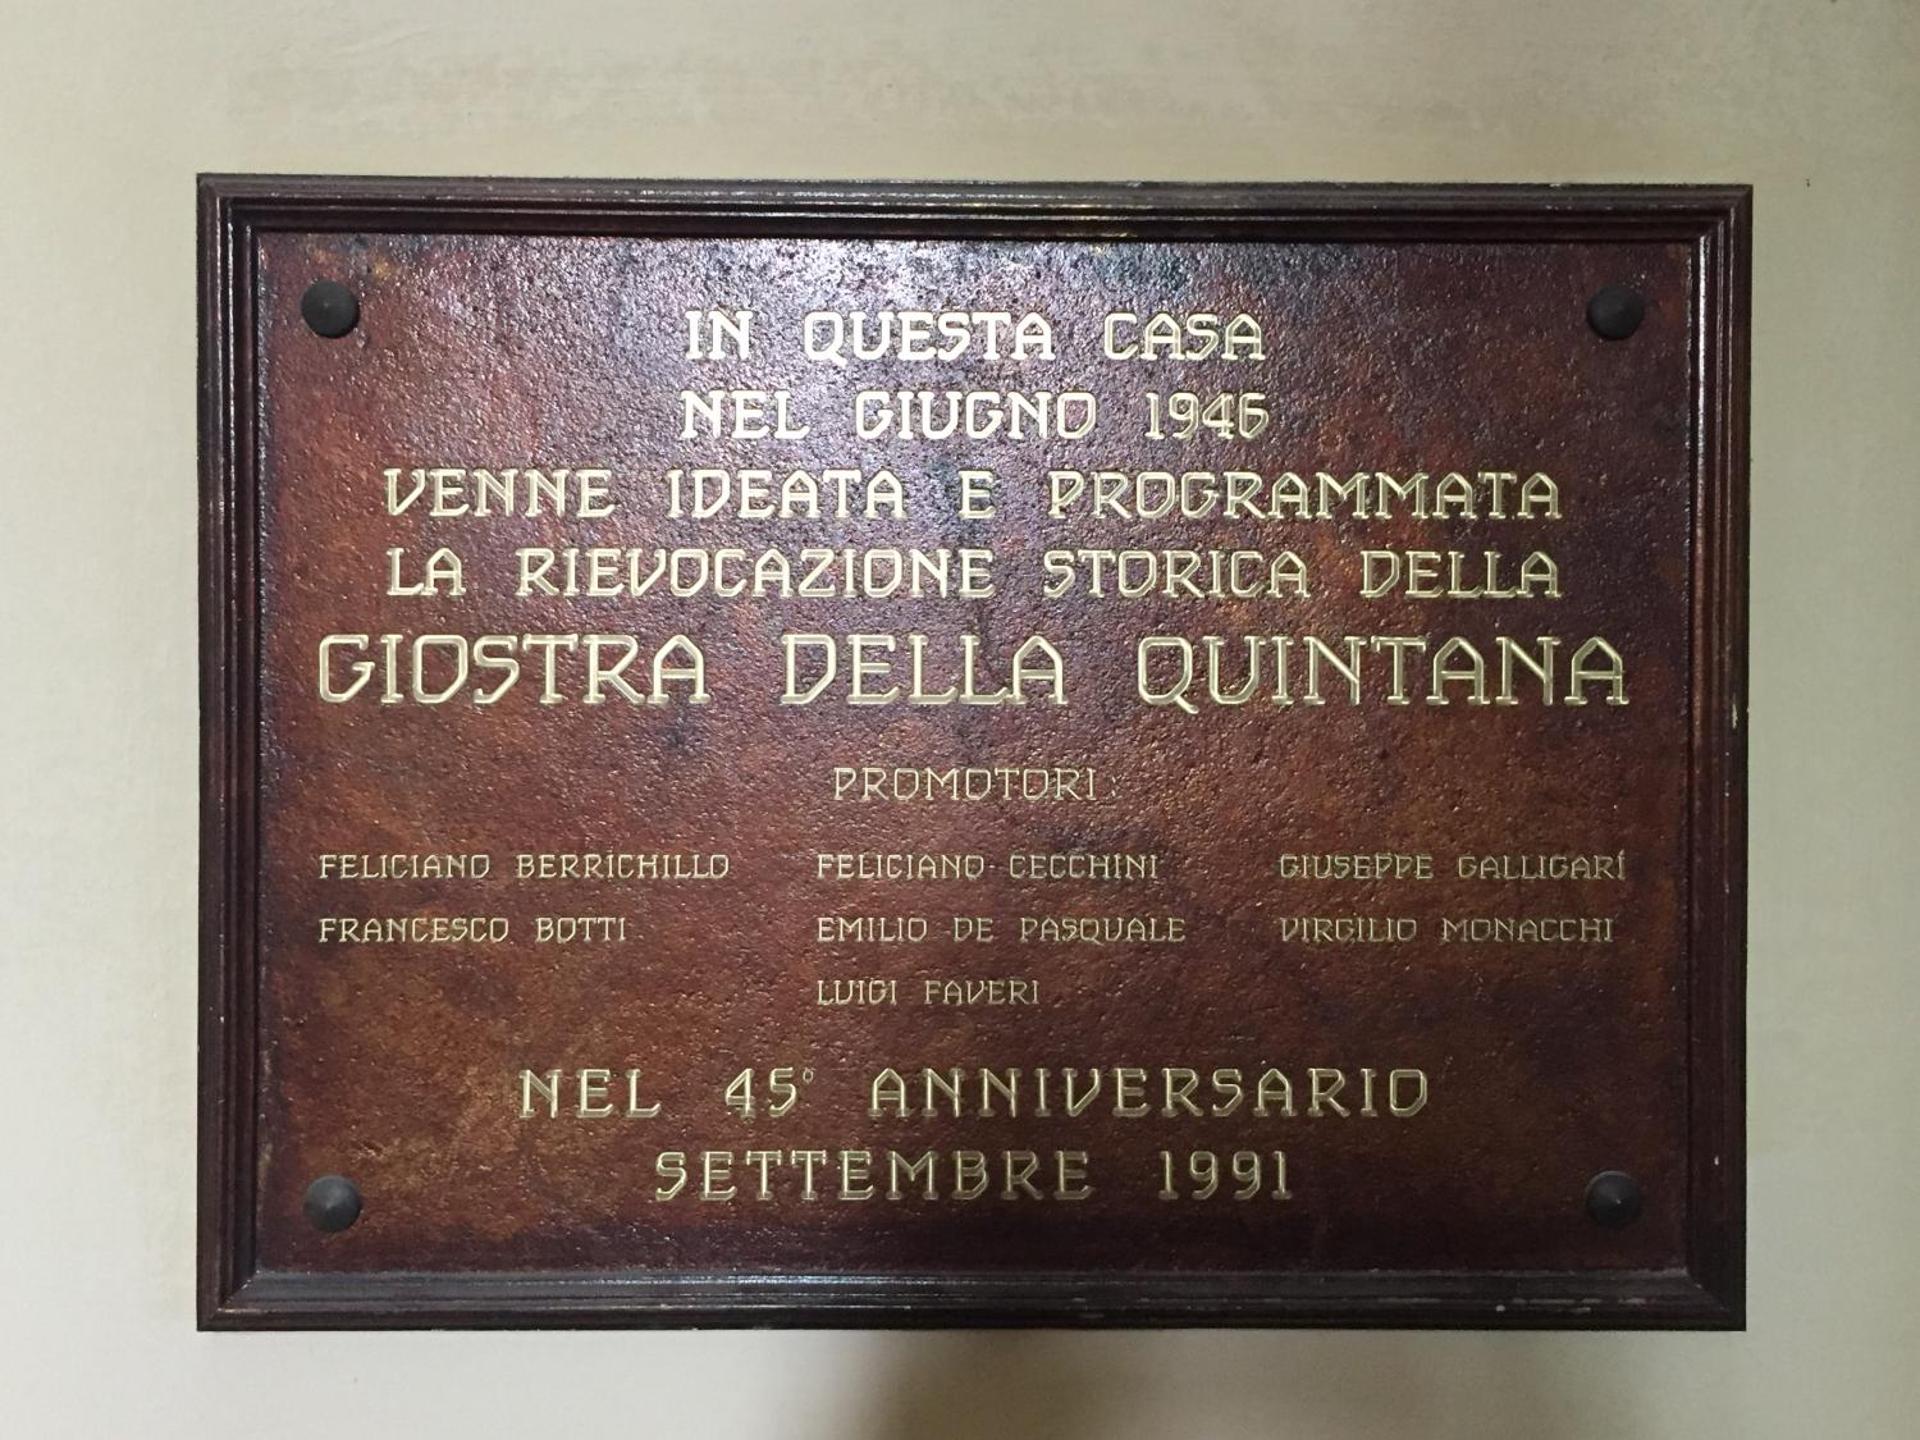 IN QUESTA CASA
NEL GIUGNO 1946
VENNE IDEATA E PROGRAMMATA
LA RIEVOCAZIONE STORICA DELLA
GIOSTRA DELLA QUINTANA
PROMOTORI:
FELICIANO BERRICHILLO FELICIANO CECCHINI GIUSEPPE GALLIGARÍ
FRANCESCO BOTTI EMILIO DE PASQUALE VIRGILIO MONACCHI
LUIGI FAVERI
NEL 45° ANNIVERSARIO
SETTEMBRE 1991